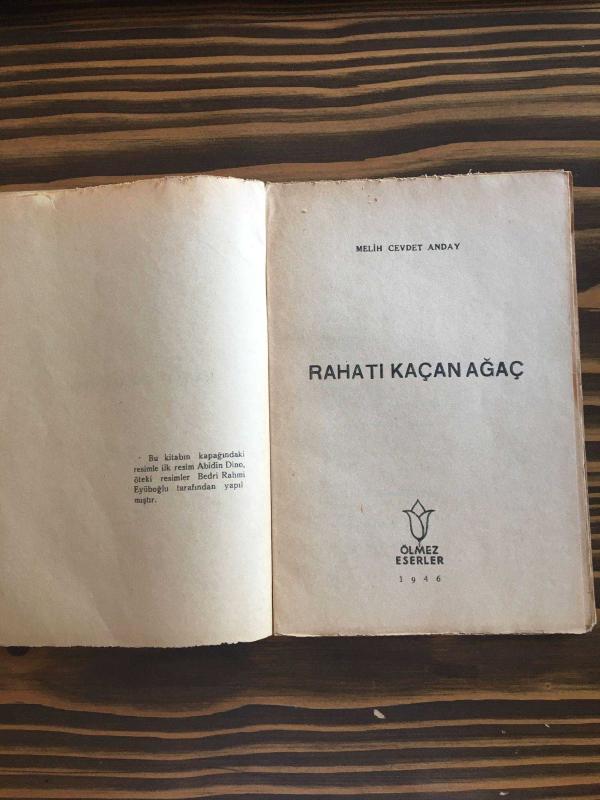 - Bu kitabın kapağındaki
resimle ilk resim Abidin Dino,
öteki resimler Bedri Rahmi
Eyüboğlu tarafından yapıl
mıştır.
MELİH CEVDET ANDAY
RAHATI KAÇAN AĞAÇ
ÖLMEZ
ESERLER
1946